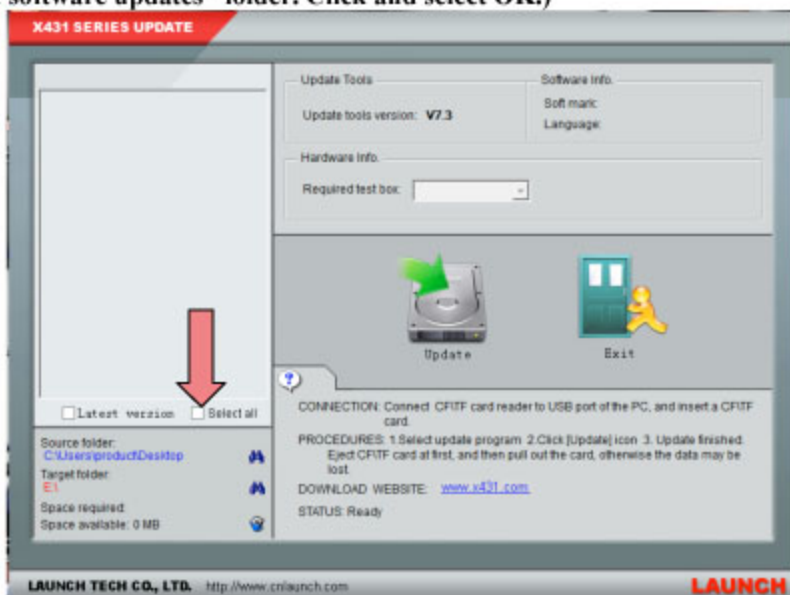 software updates" folder. Click and select OK.)
X431 SERIES UPDATE
Update Tools
Update tools version: V7.3
Software Info.
Soft mark:
Language:
Hardware Info.
Required test box:
Update
Exit
Latest version
Select all
Source folder:
C:\Users\product\Desktop
Target folder:
E:\
Space required:
Space available: 0 MB
CONNECTION: Connect CF\TF card reader to USB port of the PC, and insert a CF\TF
card.
PROCEDURES: 1.Select update program 2.Click [Update] icon 3. Update finished.
Eject CF\TF card at first, and then pull out the card, otherwise the data may be
lost.
DOWNLOAD WEBSITE: www.x431.com
STATUS: Ready
LAUNCH TECH CO., LTD. http://www.cnlaunch.com
LAUNCH